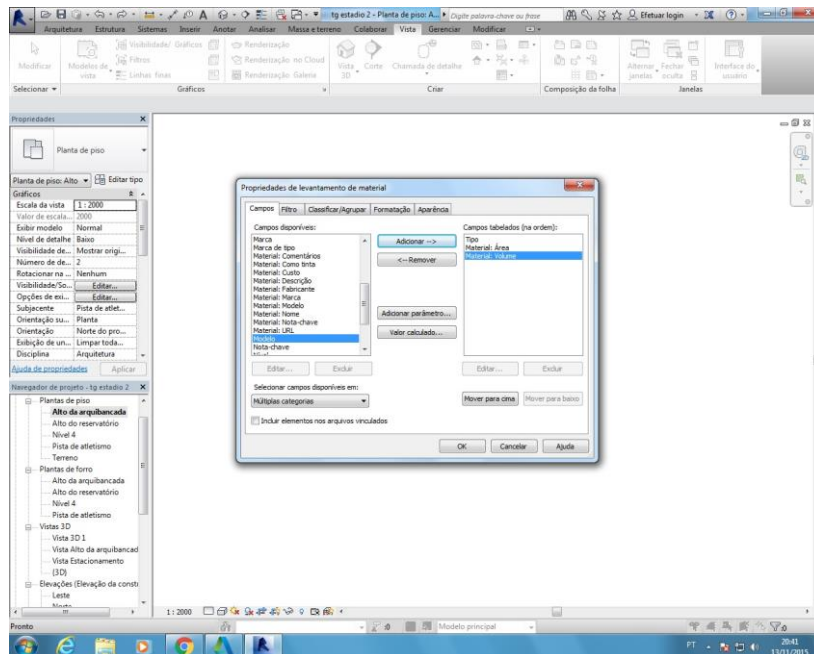 tg estadio 2 - Planta de piso: A... Digite palavra-chave ou frase Efetuar login
Arquitetura Estrutura Sistemas Inserir Anotar Analisar Massa e terreno Colaborar Vista Gerenciar Modificar
Modificar
Modelos de vista
Visibilidade/ Gráficos
Filtros
Linhas finas
Renderização
Renderização no Cloud
Renderização Galeria
Vista 3D
Corte
Chamada de detalhe
Alternar janelas
Fechar oculta
Interface do usuário
Selecionar Gráficos Criar Composição da folha Janelas
Propriedades
Planta de piso
Planta de piso: Alto Editar tipo
Gráficos
Escala da vista 1 : 2000
Valor de escala... 2000
Exibir modelo Normal
Nível de detalhe Baixo
Visibilidade de... Mostrar origi...
Número de de... 2
Rotacionar na ... Nenhum
Visibilidade/So... Editar...
Opções de exi... Editar...
Subjacente Pista de atlet...
Orientação su... Planta
Orientação Norte do pro...
Exibição de un... Limpar toda...
Disciplina Arquitetura
Ajuda de propriedades Aplicar
Navegador de projeto - tg estadio 2
Plantas de piso
Alto da arquibancada
Alto do reservatório
Nível 4
Pista de atletismo
Terreno
Plantas de forro
Alto da arquibancada
Alto do reservatório
Nível 4
Pista de atletismo
Vistas 3D
Vista 3D 1
Vista Alto da arquibancad
Vista Estacionamento
{3D}
Elevações (Elevação da constr
Leste
Norte
Propriedades de levantamento de material
Campos Filtro Classificar/Agrupar Formatação Aparência
Campos disponíveis:
Marca
Marca de tipo
Material: Comentários
Material: Como tinta
Material: Custo
Material: Descrição
Material: Fabricante
Material: Marca
Material: Modelo
Material: Nome
Material: Nota-chave
Material: URL
Modelo
Nota-chave
Nível
Adicionar -->
<-- Remover
Adicionar parâmetro...
Valor calculado...
Campos tabelados (na ordem):
Tipo
Material: Área
Material: Volume
Editar... Excluir Editar... Excluir
Selecionar campos disponíveis em:
Múltiplas categorias
Mover para cima Mover para baixo
Incluir elementos nos arquivos vinculados
OK Cancelar Ajuda
1 : 2000
Pronto :0 Modelo principal :0
PT 20:41
13/11/2015